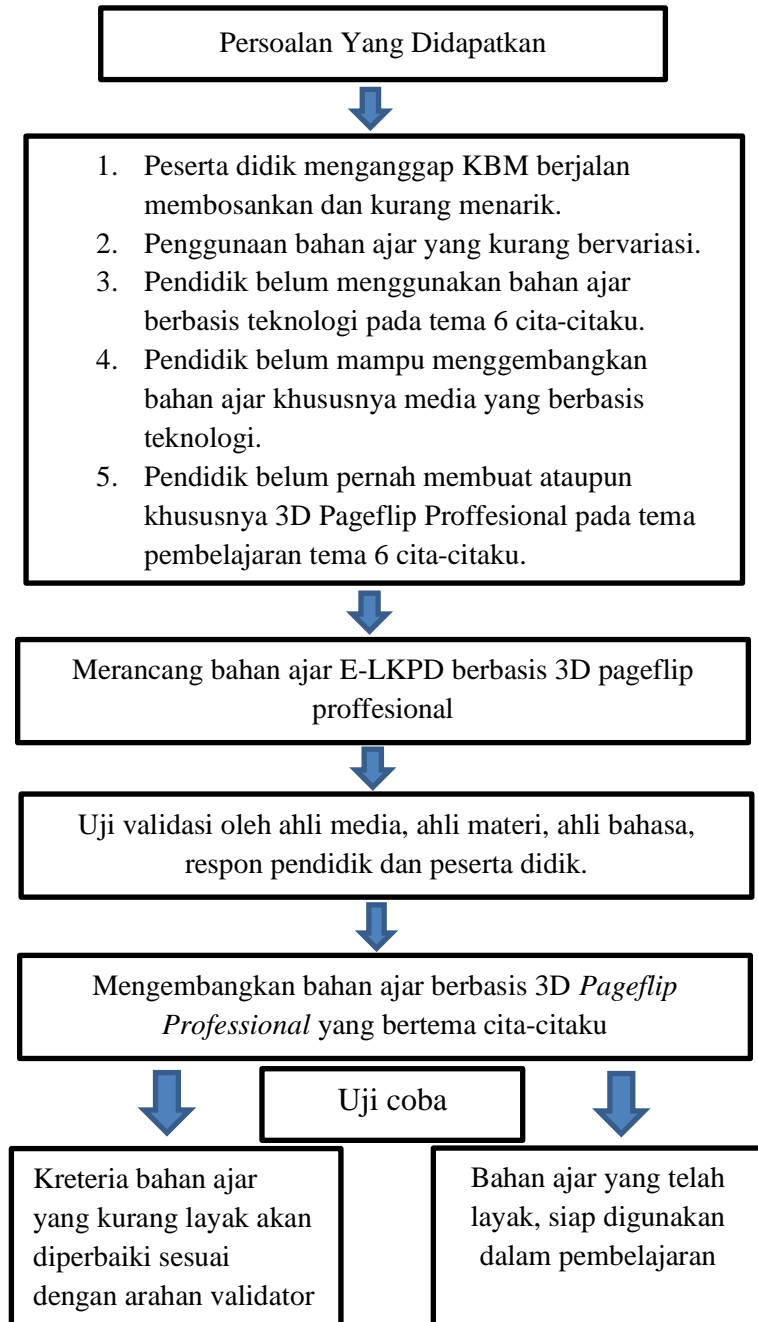 Persoalan Yang Didapatkan
1. Peserta didik menganggap KBM berjalan
membosankan dan kurang menarik.
2. Penggunaan bahan ajar yang kurang bervariasi.
3. Pendidik belum menggunakan bahan ajar
berbasis teknologi pada tema 6 cita-citaku.
4. Pendidik belum mampu menggembangkan
bahan ajar khususnya media yang berbasis
teknologi.
5. Pendidik belum pernah membuat ataupun
khususnya 3D Pageflip Proffesional pada tema
pembelajaran tema 6 cita-citaku.
Merancang bahan ajar E-LKPD berbasis 3D pageflip
proffesional
Uji validasi oleh ahli media, ahli materi, ahli bahasa,
respon pendidik dan peserta didik.
Mengembangkan bahan ajar berbasis 3D Pageflip
Professional yang bertema cita-citaku
Uji coba
Kreteria bahan ajar
yang kurang layak akan
diperbaiki sesuai
dengan arahan validator
Bahan ajar yang telah
layak, siap digunakan
dalam pembelajaran